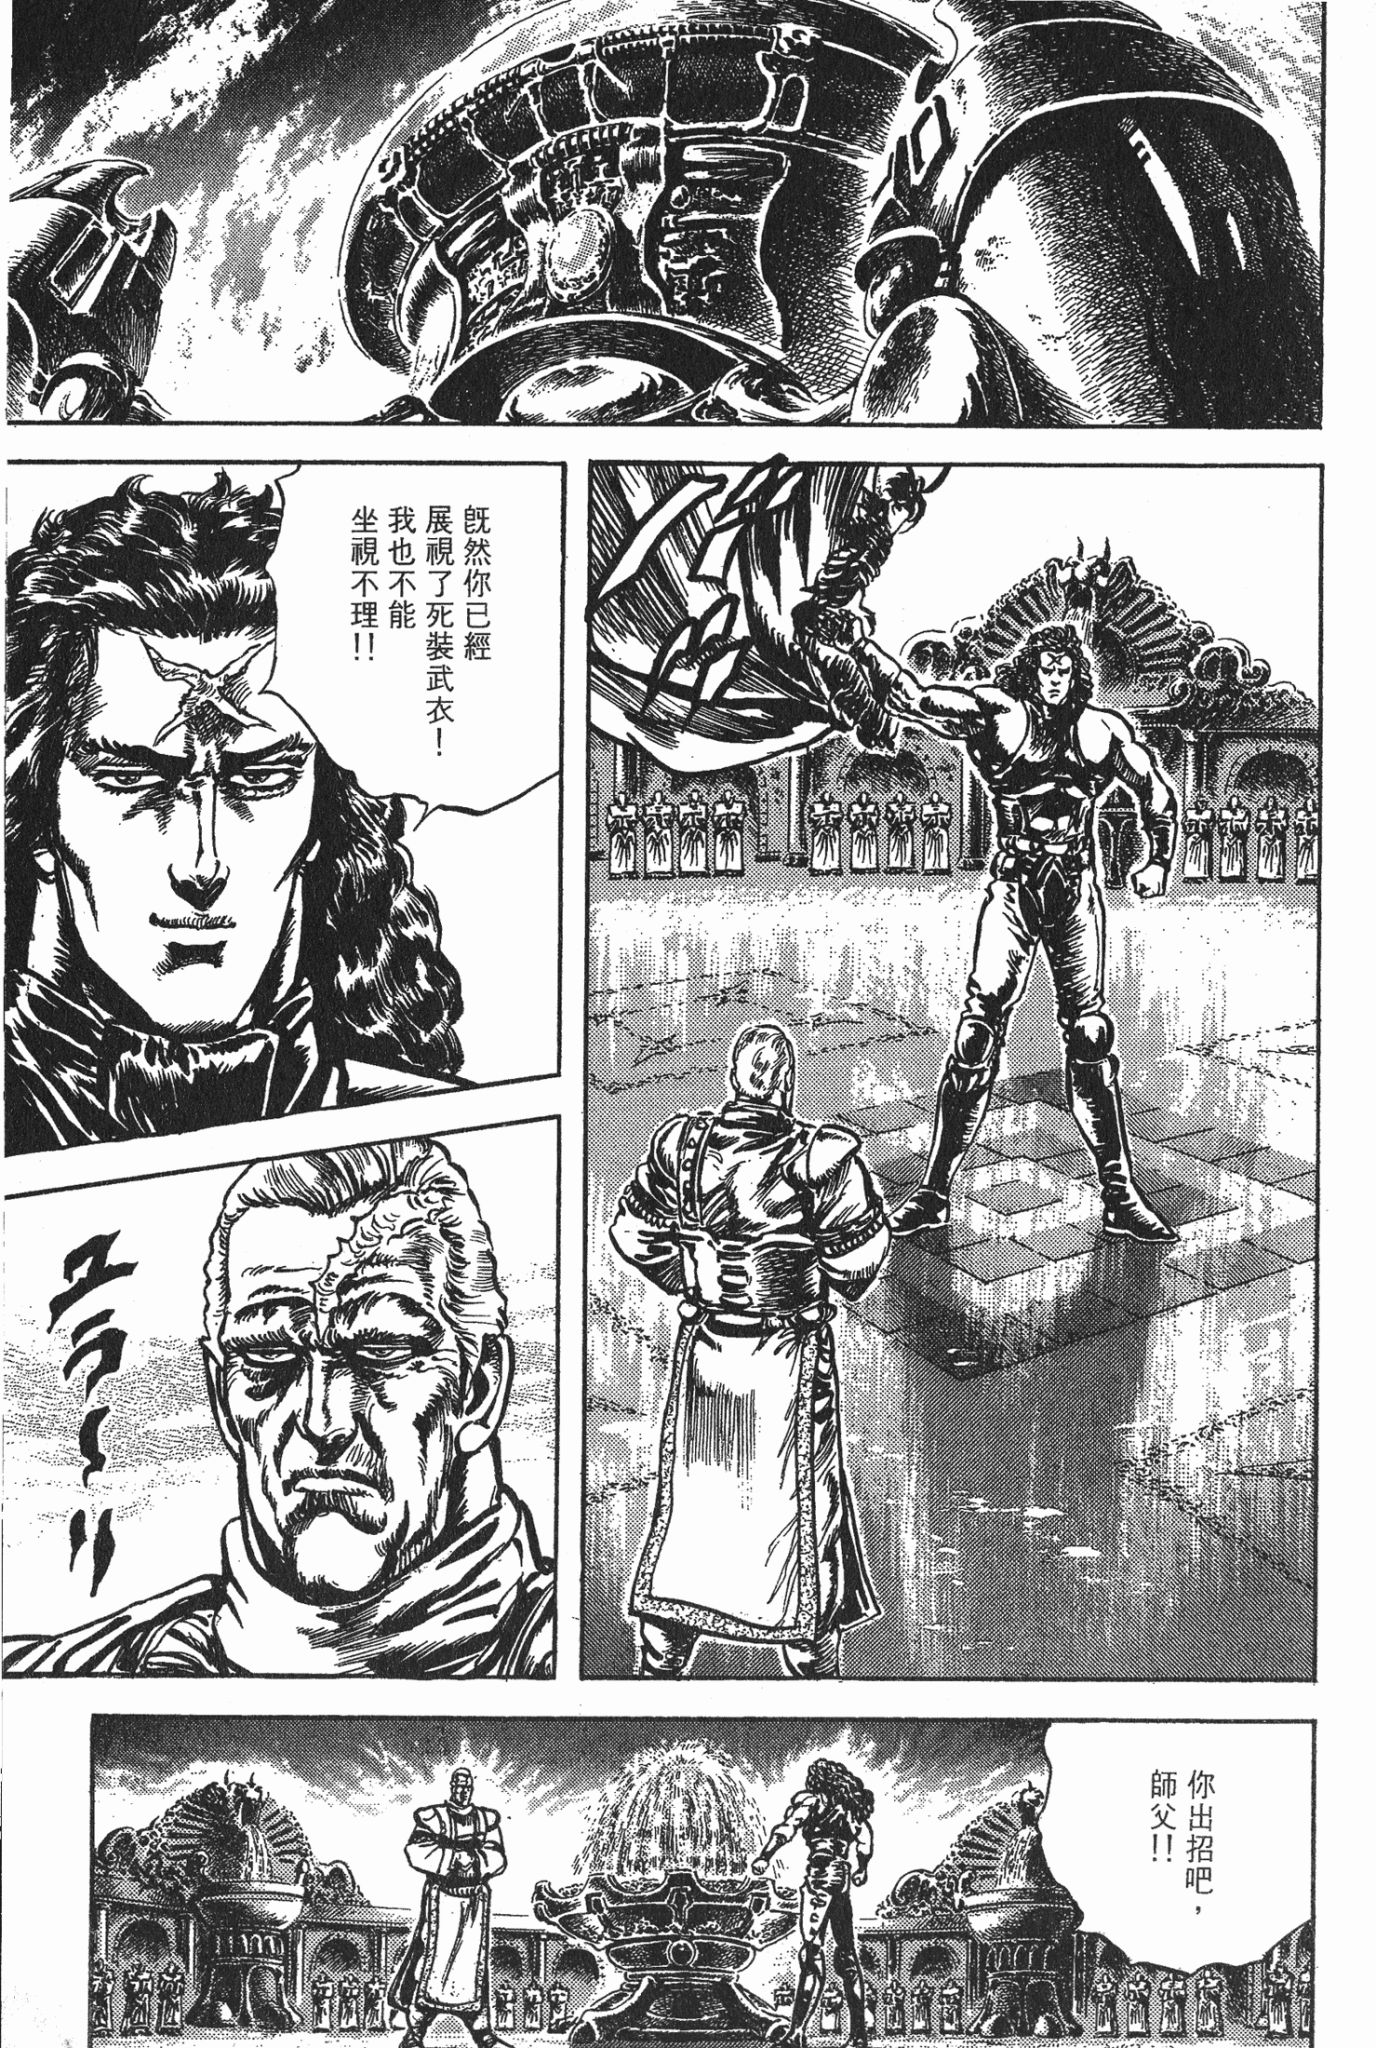 既然你已經
展視了死裝武衣！
我也不能
坐視不理!!
ユラ～リ
你出招吧，
師父!!